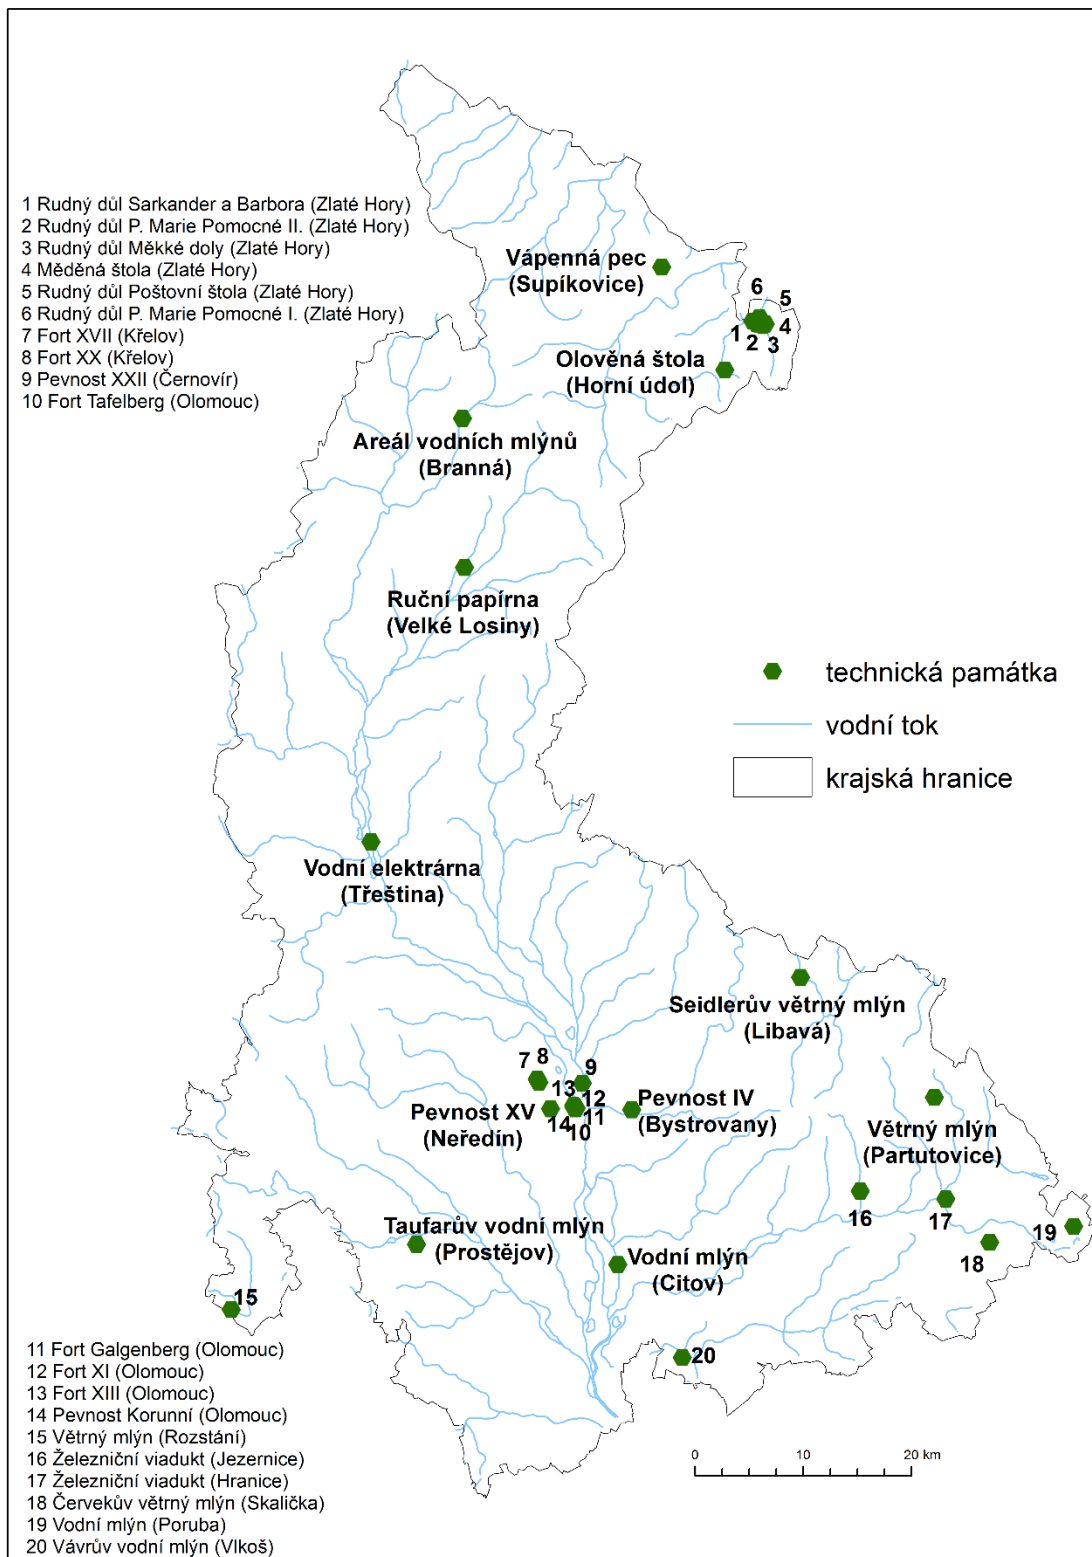 1 Rudný důl Sarkander a Barbora (Zlaté Hory)
2 Rudný důl P. Marie Pomocné II. (Zlaté Hory)
3 Rudný důl Měkké doly (Zlaté Hory)
4 Měděná štola (Zlaté Hory)
5 Rudný důl Poštovní štola (Zlaté Hory)
6 Rudný důl P. Marie Pomocné I. (Zlaté Hory)
7 Fort XVII (Křelov)
8 Fort XX (Křelov)
9 Pevnost XXII (Černovír)
10 Fort Tafelberg (Olomouc)
Vápenná pec
(Supíkovice)
6
5
1
2
3
4
Olověná štola
(Horní údol)
Areál vodních mlýnů
(Branná)
Ruční papírna
(Velké Losiny)
technická památka
vodní tok
krajská hranice
Vodní elektrárna
(Třeština)
Seidlerův větrný mlýn
(Libavá)
7
8
9
13
12
14
11
10
Pevnost XV
(Neředín)
Pevnost IV
(Bystrovany)
Větrný mlýn
(Partutovice)
16
17
18
19
Taufarův vodní mlýn
(Prostějov)
Vodní mlýn
(Citov)
15
20
11 Fort Galgenberg (Olomouc)
12 Fort XI (Olomouc)
13 Fort XIII (Olomouc)
14 Pevnost Korunní (Olomouc)
15 Větrný mlýn (Rozstání)
16 Železniční viadukt (Jezernice)
17 Železniční viadukt (Hranice)
18 Červekův větrný mlýn (Skalička)
19 Vodní mlýn (Poruba)
20 Vávrův vodní mlýn (Vlkoš)
0 10 20 km